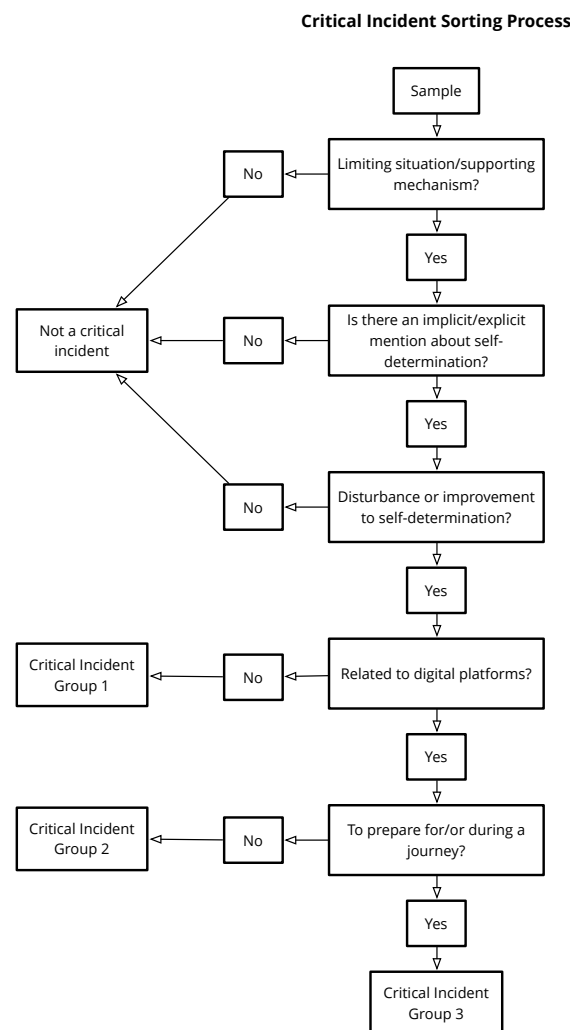 Critical Incident Sorting Process
Sample
Limiting situation/supporting
mechanism?
No
Yes
Is there an implicit/explicit
mention about self-
determination?
No
Not a critical
incident
Yes
Disturbance or improvement
to self-determination?
No
Yes
Related to digital platforms?
No
Critical Incident
Group 1
Yes
To prepare for/or during a
journey?
No
Critical Incident
Group 2
Yes
Critical Incident
Group 3